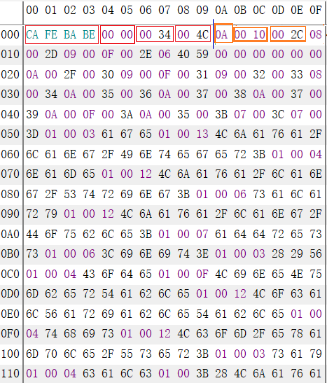 00 01 02 03 04 05 06 07 08 09 0A 0B 0C 0D 0E 0F
000 CA FE BA BE 00 00 00 34 00 4C 0A 00 10 00 2C 08
010 00 2D 09 00 0F 00 2E 06 40 59 00 00 00 00 00 00
020 0A 00 2F 00 30 09 00 0F 00 31 09 00 32 00 33 08
030 00 34 0A 00 35 00 36 0A 00 37 00 38 0A 00 37 00
040 39 0A 00 0F 00 3A 0A 00 35 00 3B 07 00 3C 07 00
050 3D 01 00 03 61 67 65 01 00 13 4C 6A 61 76 61 2F
060 6C 61 6E 67 2F 49 6E 74 65 67 65 72 3B 01 00 04
070 6E 61 6D 65 01 00 12 4C 6A 61 76 61 2F 6C 61 6E
080 67 2F 53 74 72 69 6E 67 3B 01 00 06 73 61 6C 61
090 72 79 01 00 12 4C 6A 61 76 61 2F 6C 61 6E 67 2F
0A0 44 6F 75 62 6C 65 3B 01 00 07 61 64 64 72 65 73
0B0 73 01 00 06 3C 69 6E 69 74 3E 01 00 03 28 29 56
0C0 01 00 04 43 6F 64 65 01 00 0F 4C 69 6E 65 4E 75
0D0 6D 62 65 72 54 61 62 6C 65 01 00 12 4C 6F 63 61
0E0 6C 56 61 72 69 61 62 6C 65 54 61 62 6C 65 01 00
0F0 04 74 68 69 73 01 00 12 4C 63 6F 6D 2F 65 78 61
100 6D 70 6C 65 2F 55 73 65 72 3B 01 00 03 73 61 79
110 01 00 04 63 61 6C 63 01 00 3B 28 4C 6A 61 76 61